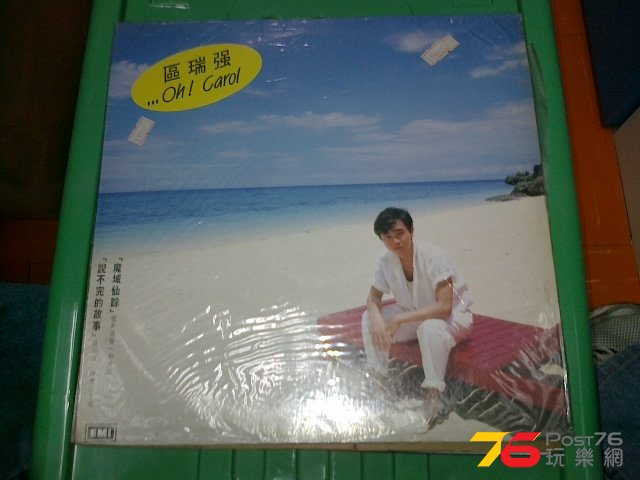 區瑞强
...Oh! Carol
「魔域仙踪」
「說不完的故事」
EMI
76 Post76
玩樂網